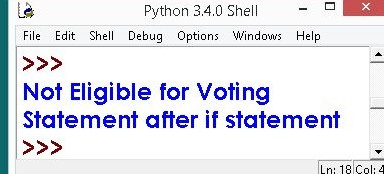 Python 3.4.0 Shell
File Edit Shell Debug Options Windows Help
>>>
Not Eligible for Voting
Statement after if statement
>>>
Ln: 18 Col: 4